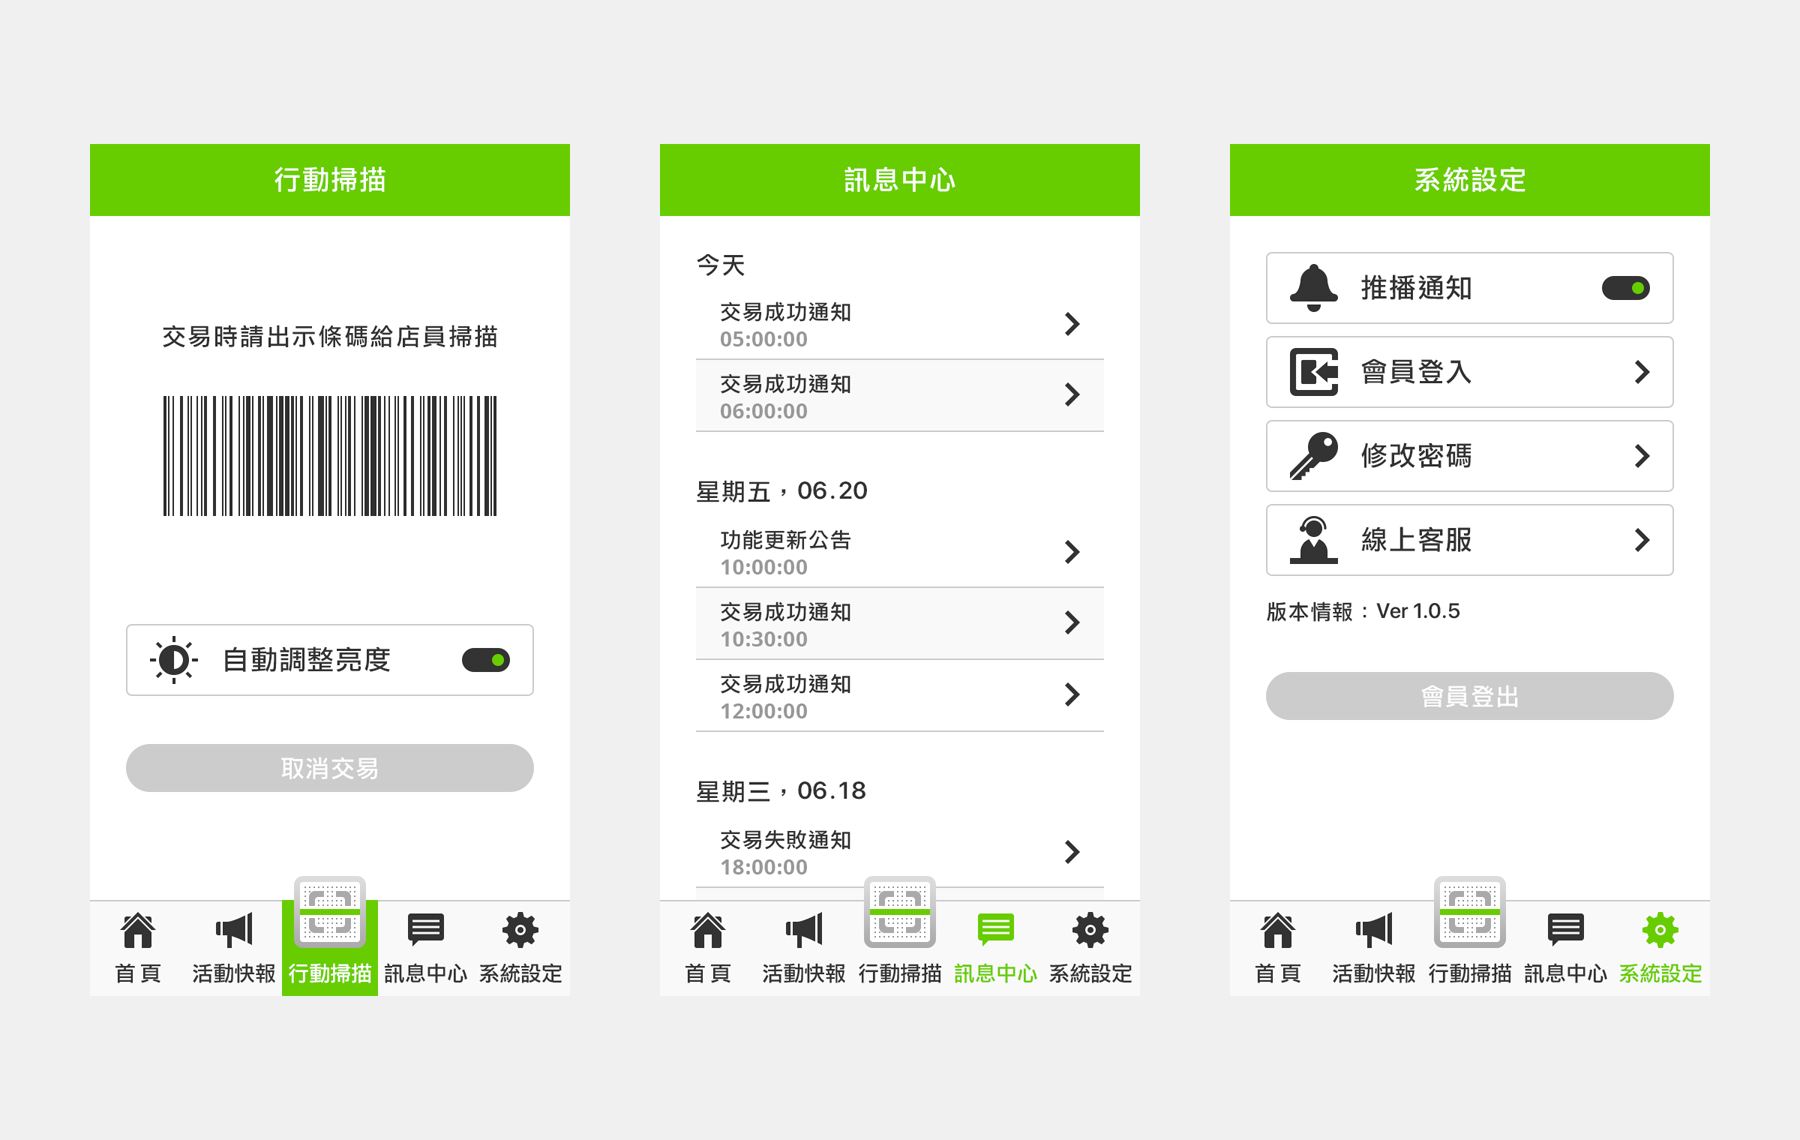 行動掃描
交易時請出示條碼給店員掃描
自動調整亮度
取消交易
首頁
活動快報
行動掃描
訊息中心
系統設定
訊息中心
今天
交易成功通知
05:00:00
交易成功通知
06:00:00
星期五，06.20
功能更新公告
10:00:00
交易成功通知
10:30:00
交易成功通知
12:00:00
星期三，06.18
交易失敗通知
18:00:00
首頁
活動快報
行動掃描
訊息中心
系統設定
系統設定
推播通知
會員登入
修改密碼
線上客服
版本情報：Ver 1.0.5
會員登出
首頁
活動快報
行動掃描
訊息中心
系統設定